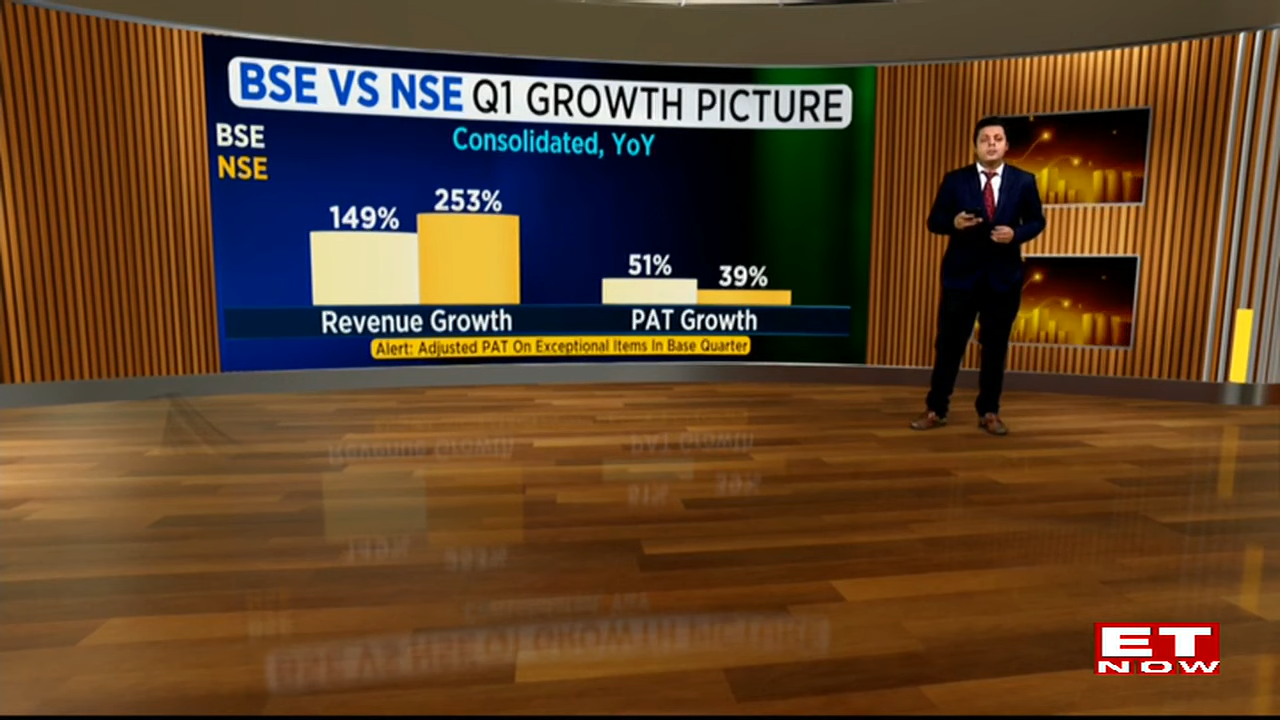 BSE VS NSE Q1 GROWTH PICTURE
Consolidated, YoY
BSE
NSE
149%
253%
51%
39%
Revenue Growth
PAT Growth
Alert: Adjusted PAT On Exceptional Items In Base Quarter
ET
NOW